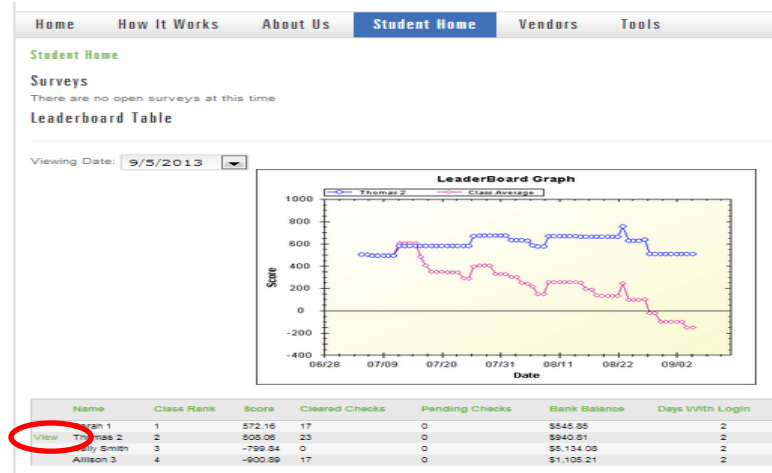 Home How It Works About Us Student Home Vendors Tools
Student Home
Surveys
There are no open surveys at this time
Leaderboard Table
Viewing Date: 9/5/2013
LeaderBoard Graph
Thomas 2 Class Average
1000
800
600
400
200
0
-200
-400
Score
06/28 07/09 07/20 07/31 08/11 08/22 09/02
Date
Name Class Rank Score Cleared Checks Pending Checks Bank Balance Days With Login
1 1 572.16 17 0 $545.85 2
View Thomas 2 2 508.06 23 0 $940.81 2
Smith 3 -799.84 0 0 $5,134.08 2
Allison 3 4 -900.89 17 0 $1,105.21 2